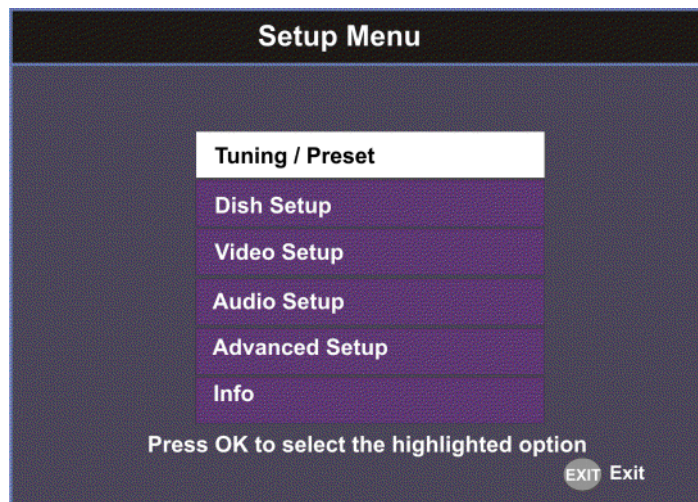 Setup Menu
Tuning / Preset
Dish Setup
Video Setup
Audio Setup
Advanced Setup
Info
Press OK to select the highlighted option
EXIT Exit